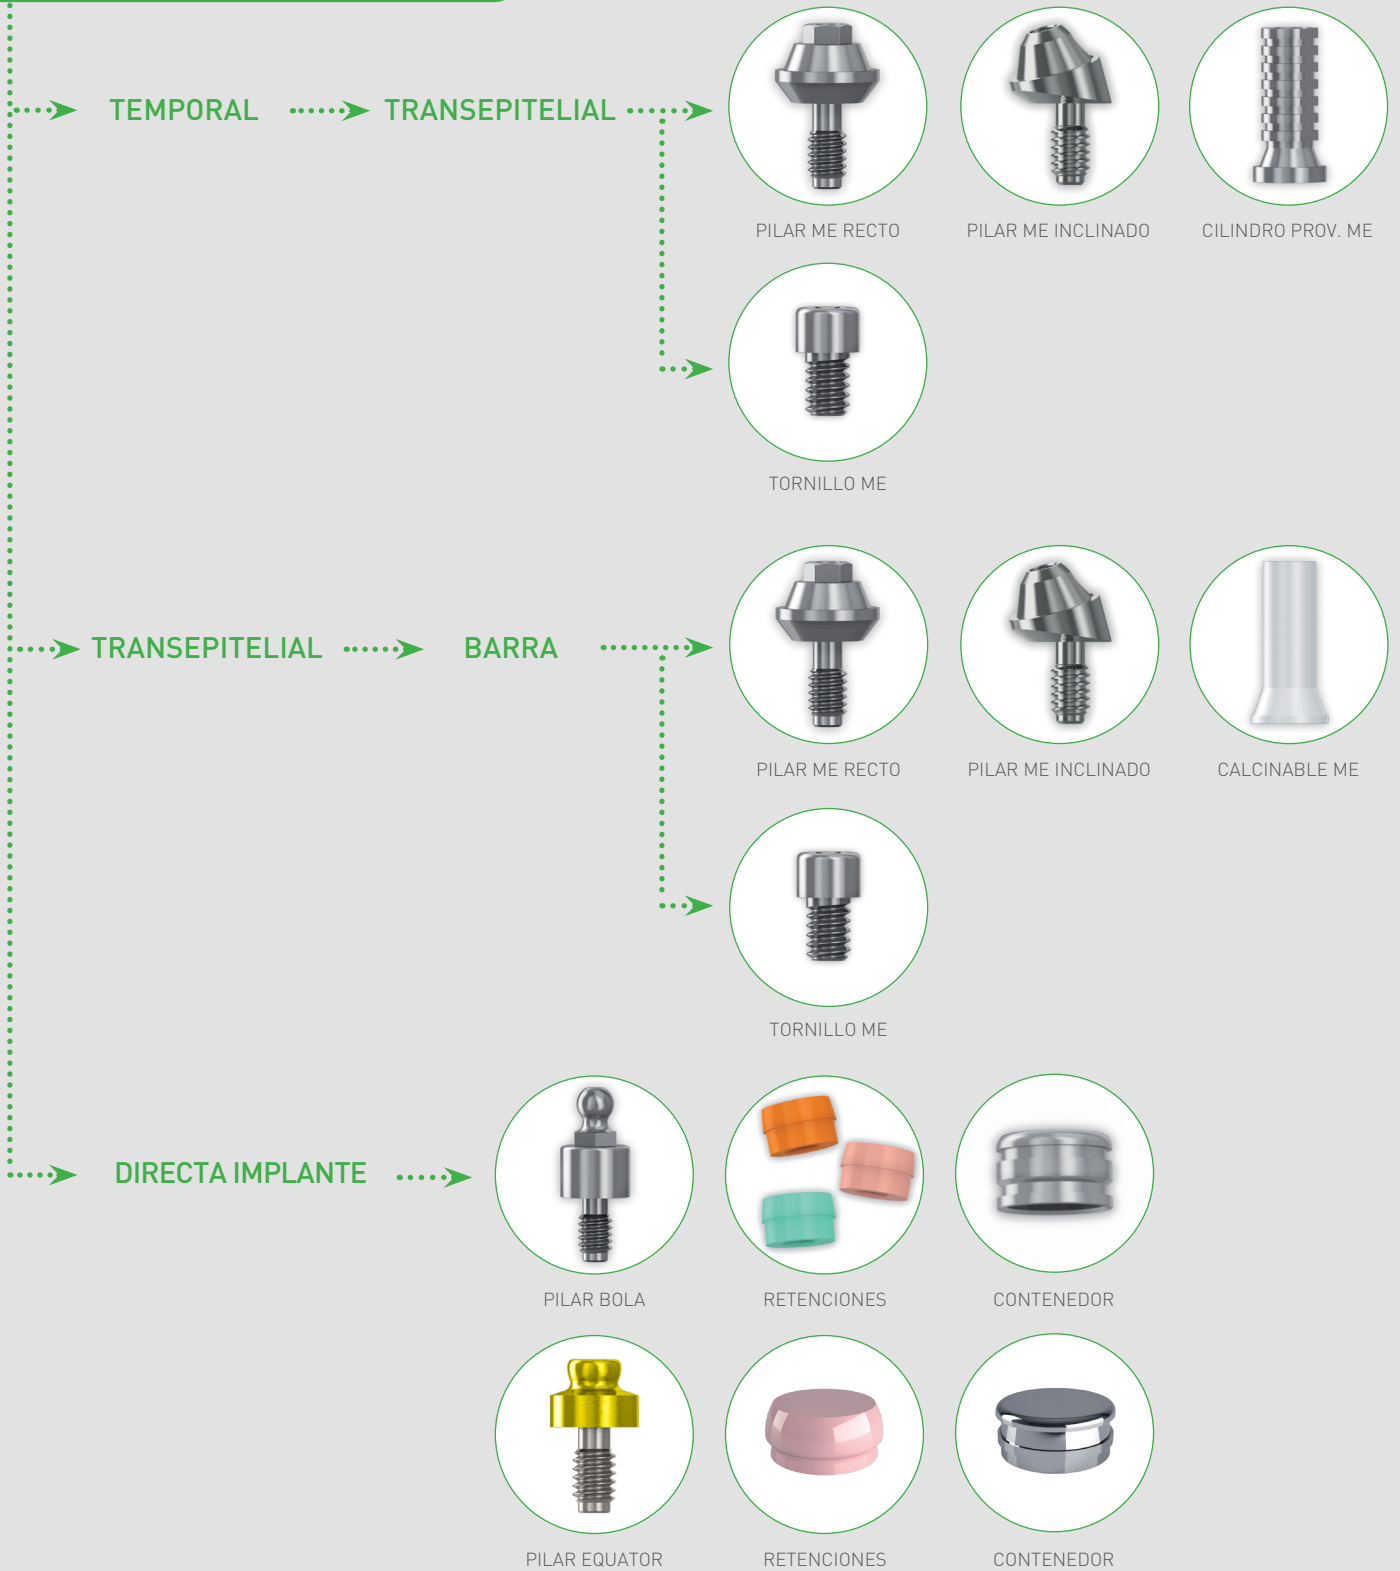 TEMPORAL
TRANSEPITELIAL
PILAR ME RECTO
PILAR ME INCLINADO
CILINDRO PROV. ME
TORNILLO ME
TRANSEPITELIAL
BARRA
PILAR ME RECTO
PILAR ME INCLINADO
CALCINABLE ME
TORNILLO ME
DIRECTA IMPLANTE
PILAR BOLA
RETENCIONES
CONTENEDOR
PILAR EQUATOR
RETENCIONES
CONTENEDOR